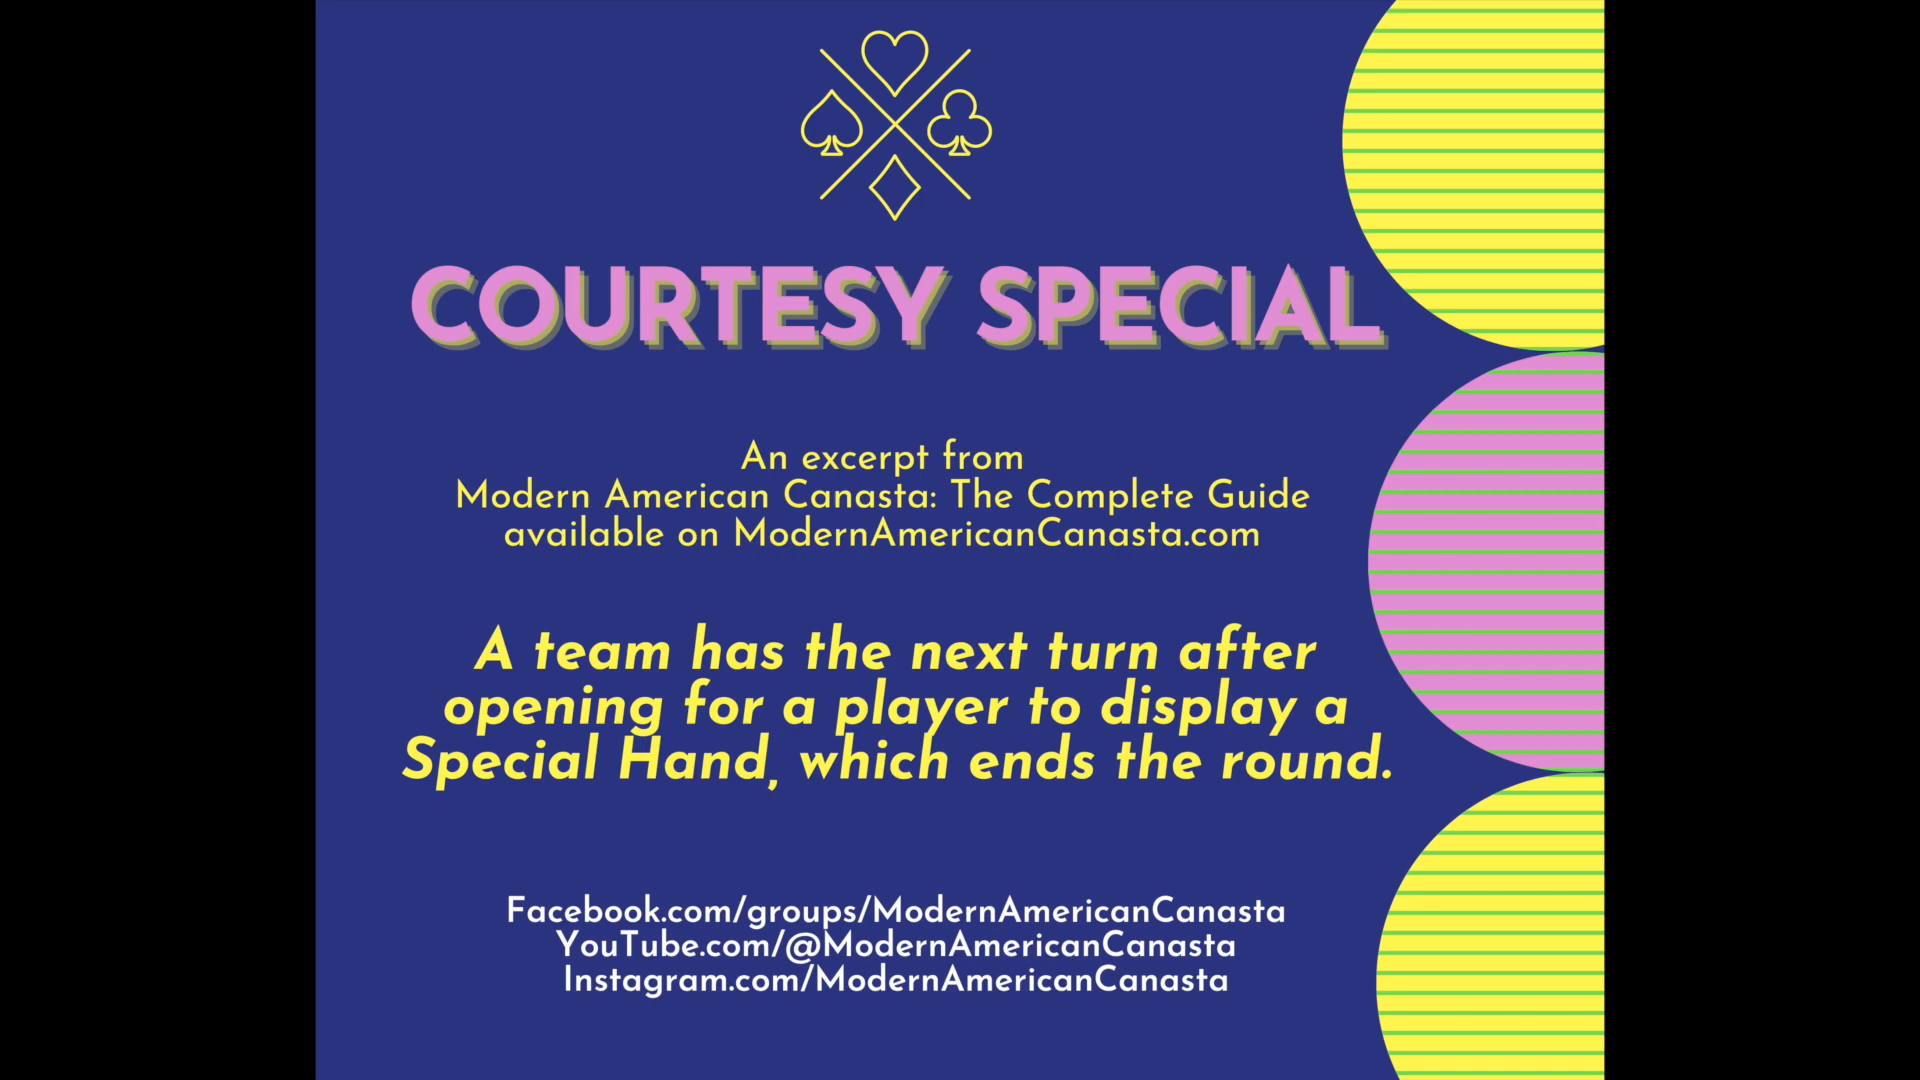 COURTESY SPECIAL
An excerpt from
Modern American Canasta: The Complete Guide
available on ModernAmericanCanasta.com
A team has the next turn after
opening for a player to display a
Special Hand, which ends the round.
Facebook.com/groups/ModernAmericanCanasta
YouTube.com/@ModernAmericanCanasta
Instagram.com/ModernAmericanCanasta